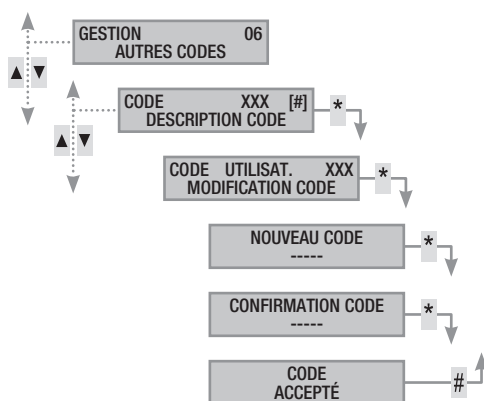 GESTION 06
AUTRES CODES
▲ ▼
CODE XXX [#] *
DESCRIPTION CODE
▲ ▼
CODE UTILISAT. XXX *
MODIFICATION CODE
NOUVEAU CODE *
-----
CONFIRMATION CODE *
-----
CODE #
ACCEPTÉ